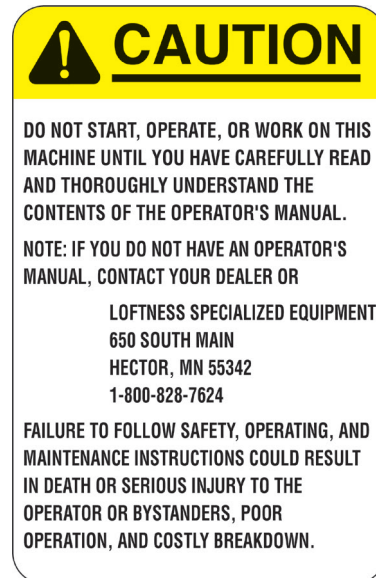 CAUTION
DO NOT START, OPERATE, OR WORK ON THIS
MACHINE UNTIL YOU HAVE CAREFULLY READ
AND THOROUGHLY UNDERSTAND THE
CONTENTS OF THE OPERATOR'S MANUAL.
NOTE: IF YOU DO NOT HAVE AN OPERATOR'S
MANUAL, CONTACT YOUR DEALER OR
LOFTNESS SPECIALIZED EQUIPMENT
650 SOUTH MAIN
HECTOR, MN 55342
1-800-828-7624
FAILURE TO FOLLOW SAFETY, OPERATING, AND
MAINTENANCE INSTRUCTIONS COULD RESULT
IN DEATH OR SERIOUS INJURY TO THE
OPERATOR OR BYSTANDERS, POOR
OPERATION, AND COSTLY BREAKDOWN.